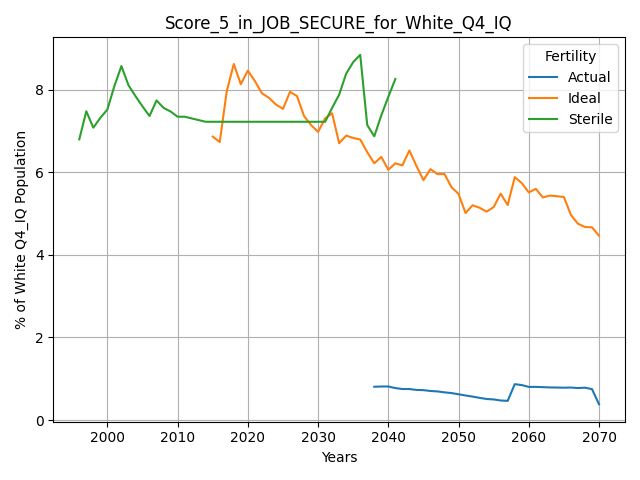 Score_5_in_JOB_SECURE_for_White_Q4_IQ
Fertility
Actual
Ideal
Sterile
% of White Q4_IQ Population
8
6
4
2
0
2000 2010 2020 2030 2040 2050 2060 2070
Years